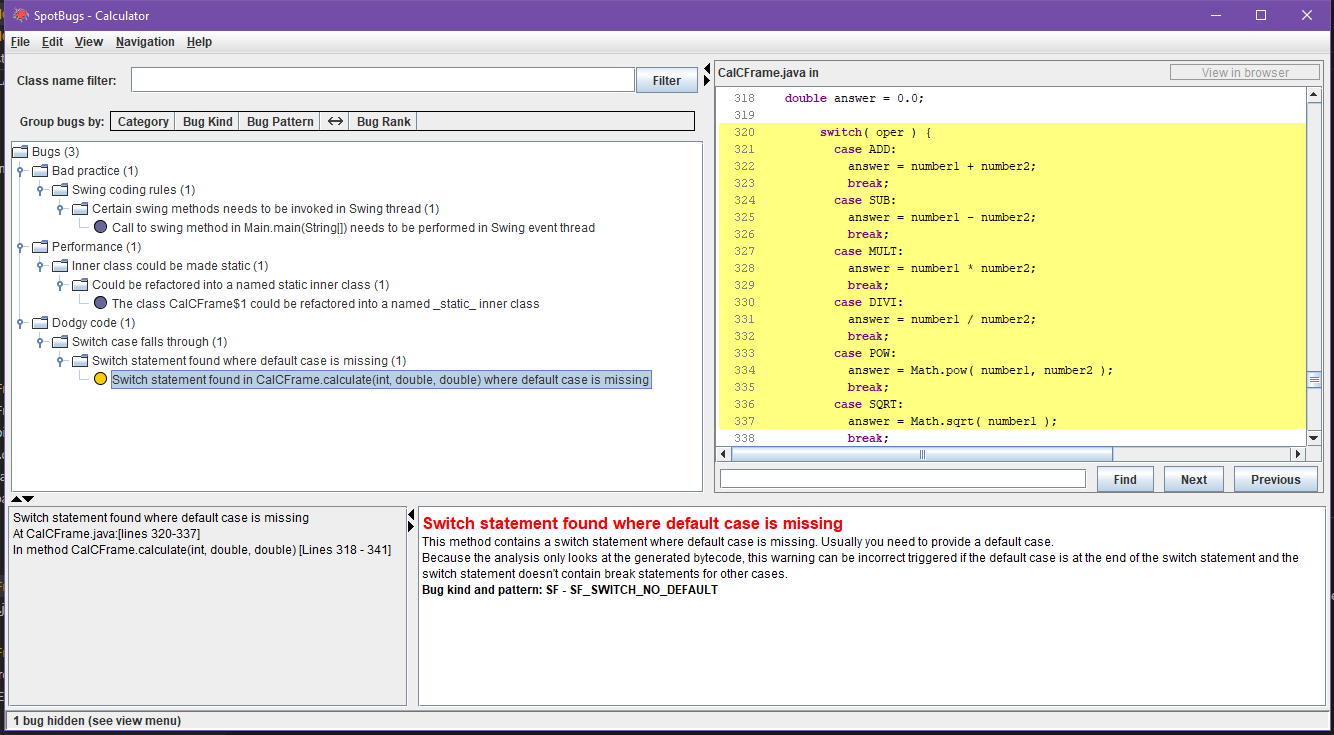 SpotBugs - Calculator
File Edit View Navigation Help
Class name filter: Filter
Group bugs by: Category Bug Kind Bug Pattern Bug Rank
Bugs (3)
Bad practice (1)
Swing coding rules (1)
Certain swing methods needs to be invoked in Swing thread (1)
Call to swing method in Main.main(String[]) needs to be performed in Swing event thread
Performance (1)
Inner class could be made static (1)
Could be refactored into a named static inner class (1)
The class CalCFrame$1 could be refactored into a named _static_ inner class
Dodgy code (1)
Switch case falls through (1)
Switch statement found where default case is missing (1)
Switch statement found in CalCFrame.calculate(int, double, double) where default case is missing
CalCFrame.java in
View in browser
318 double answer = 0.0;
319
320 switch( oper ) {
321 case ADD:
322 answer = number1 + number2;
323 break;
324 case SUB:
325 answer = number1 - number2;
326 break;
327 case MULT:
328 answer = number1 * number2;
329 break;
330 case DIVI:
331 answer = number1 / number2;
332 break;
333 case POW:
334 answer = Math.pow( number1, number2 );
335 break;
336 case SQRT:
337 answer = Math.sqrt( number1 );
338 break;
Find Next Previous
Switch statement found where default case is missing
At CalCFrame.java:[lines 320-337]
In method CalCFrame.calculate(int, double, double) [Lines 318 - 341]
Switch statement found where default case is missing
This method contains a switch statement where default case is missing. Usually you need to provide a default case.
Because the analysis only looks at the generated bytecode, this warning can be incorrect triggered if the default case is at the end of the switch statement and the
switch statement doesn't contain break statements for other cases.
Bug kind and pattern: SF - SF_SWITCH_NO_DEFAULT
1 bug hidden (see view menu)